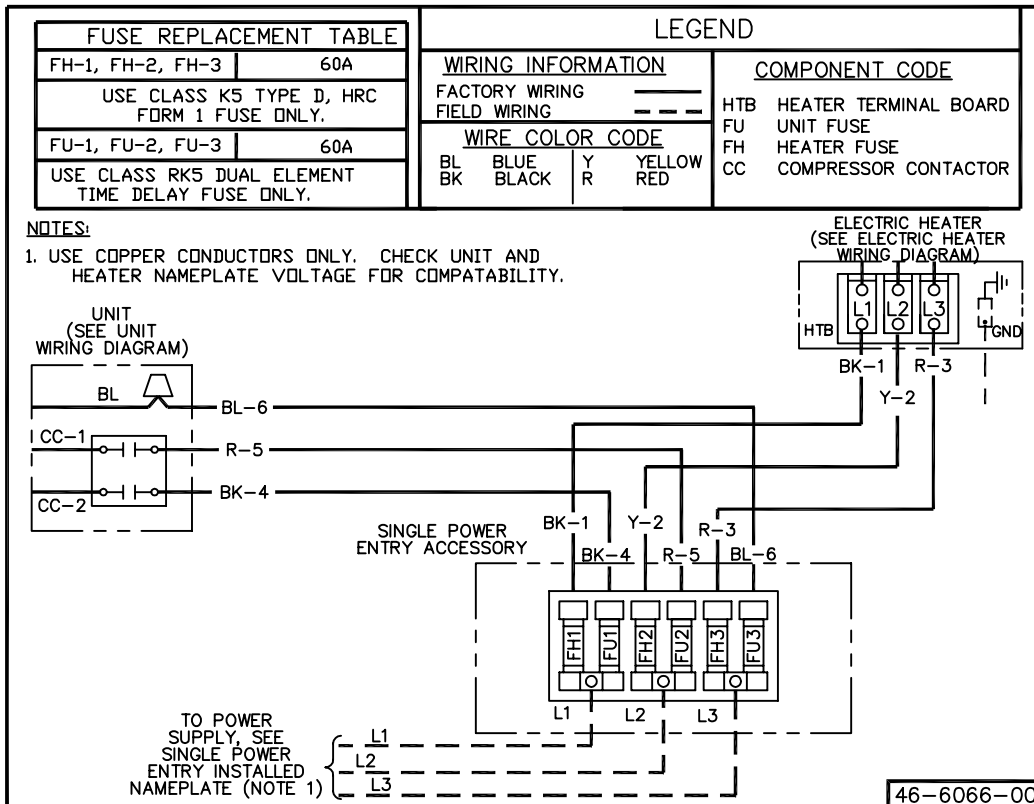 FUSE REPLACEMENT TABLE
FH-1, FH-2, FH-3 60A
USE CLASS K5 TYPE D, HRC
FORM 1 FUSE ONLY.
FU-1, FU-2, FU-3 60A
USE CLASS RK5 DUAL ELEMENT
TIME DELAY FUSE ONLY.
LEGEND
WIRING INFORMATION
FACTORY WIRING
FIELD WIRING
WIRE COLOR CODE
BL BLUE Y YELLOW
BK BLACK R RED
COMPONENT CODE
HTB HEATER TERMINAL BOARD
FU UNIT FUSE
FH HEATER FUSE
CC COMPRESSOR CONTACTOR
NOTES:
1. USE COPPER CONDUCTORS ONLY. CHECK UNIT AND
HEATER NAMEPLATE VOLTAGE FOR COMPATABILITY.
ELECTRIC HEATER
(SEE ELECTRIC HEATER
WIRING DIAGRAM)
L1 L2 L3
HTB
GND
BK-1 R-3
Y-2
UNIT
(SEE UNIT
WIRING DIAGRAM)
BL
BL-6
CC-1
R-5
BK-4
CC-2
SINGLE POWER
ENTRY ACCESSORY
BK-1 Y-2 R-3
BK-4 R-5 BL-6
FH1 FU1 FH2 FU2 FH3 FU3
L1 L2 L3
TO POWER
SUPPLY, SEE
SINGLE POWER
ENTRY INSTALLED
NAMEPLATE (NOTE 1)
L1
L2
L3